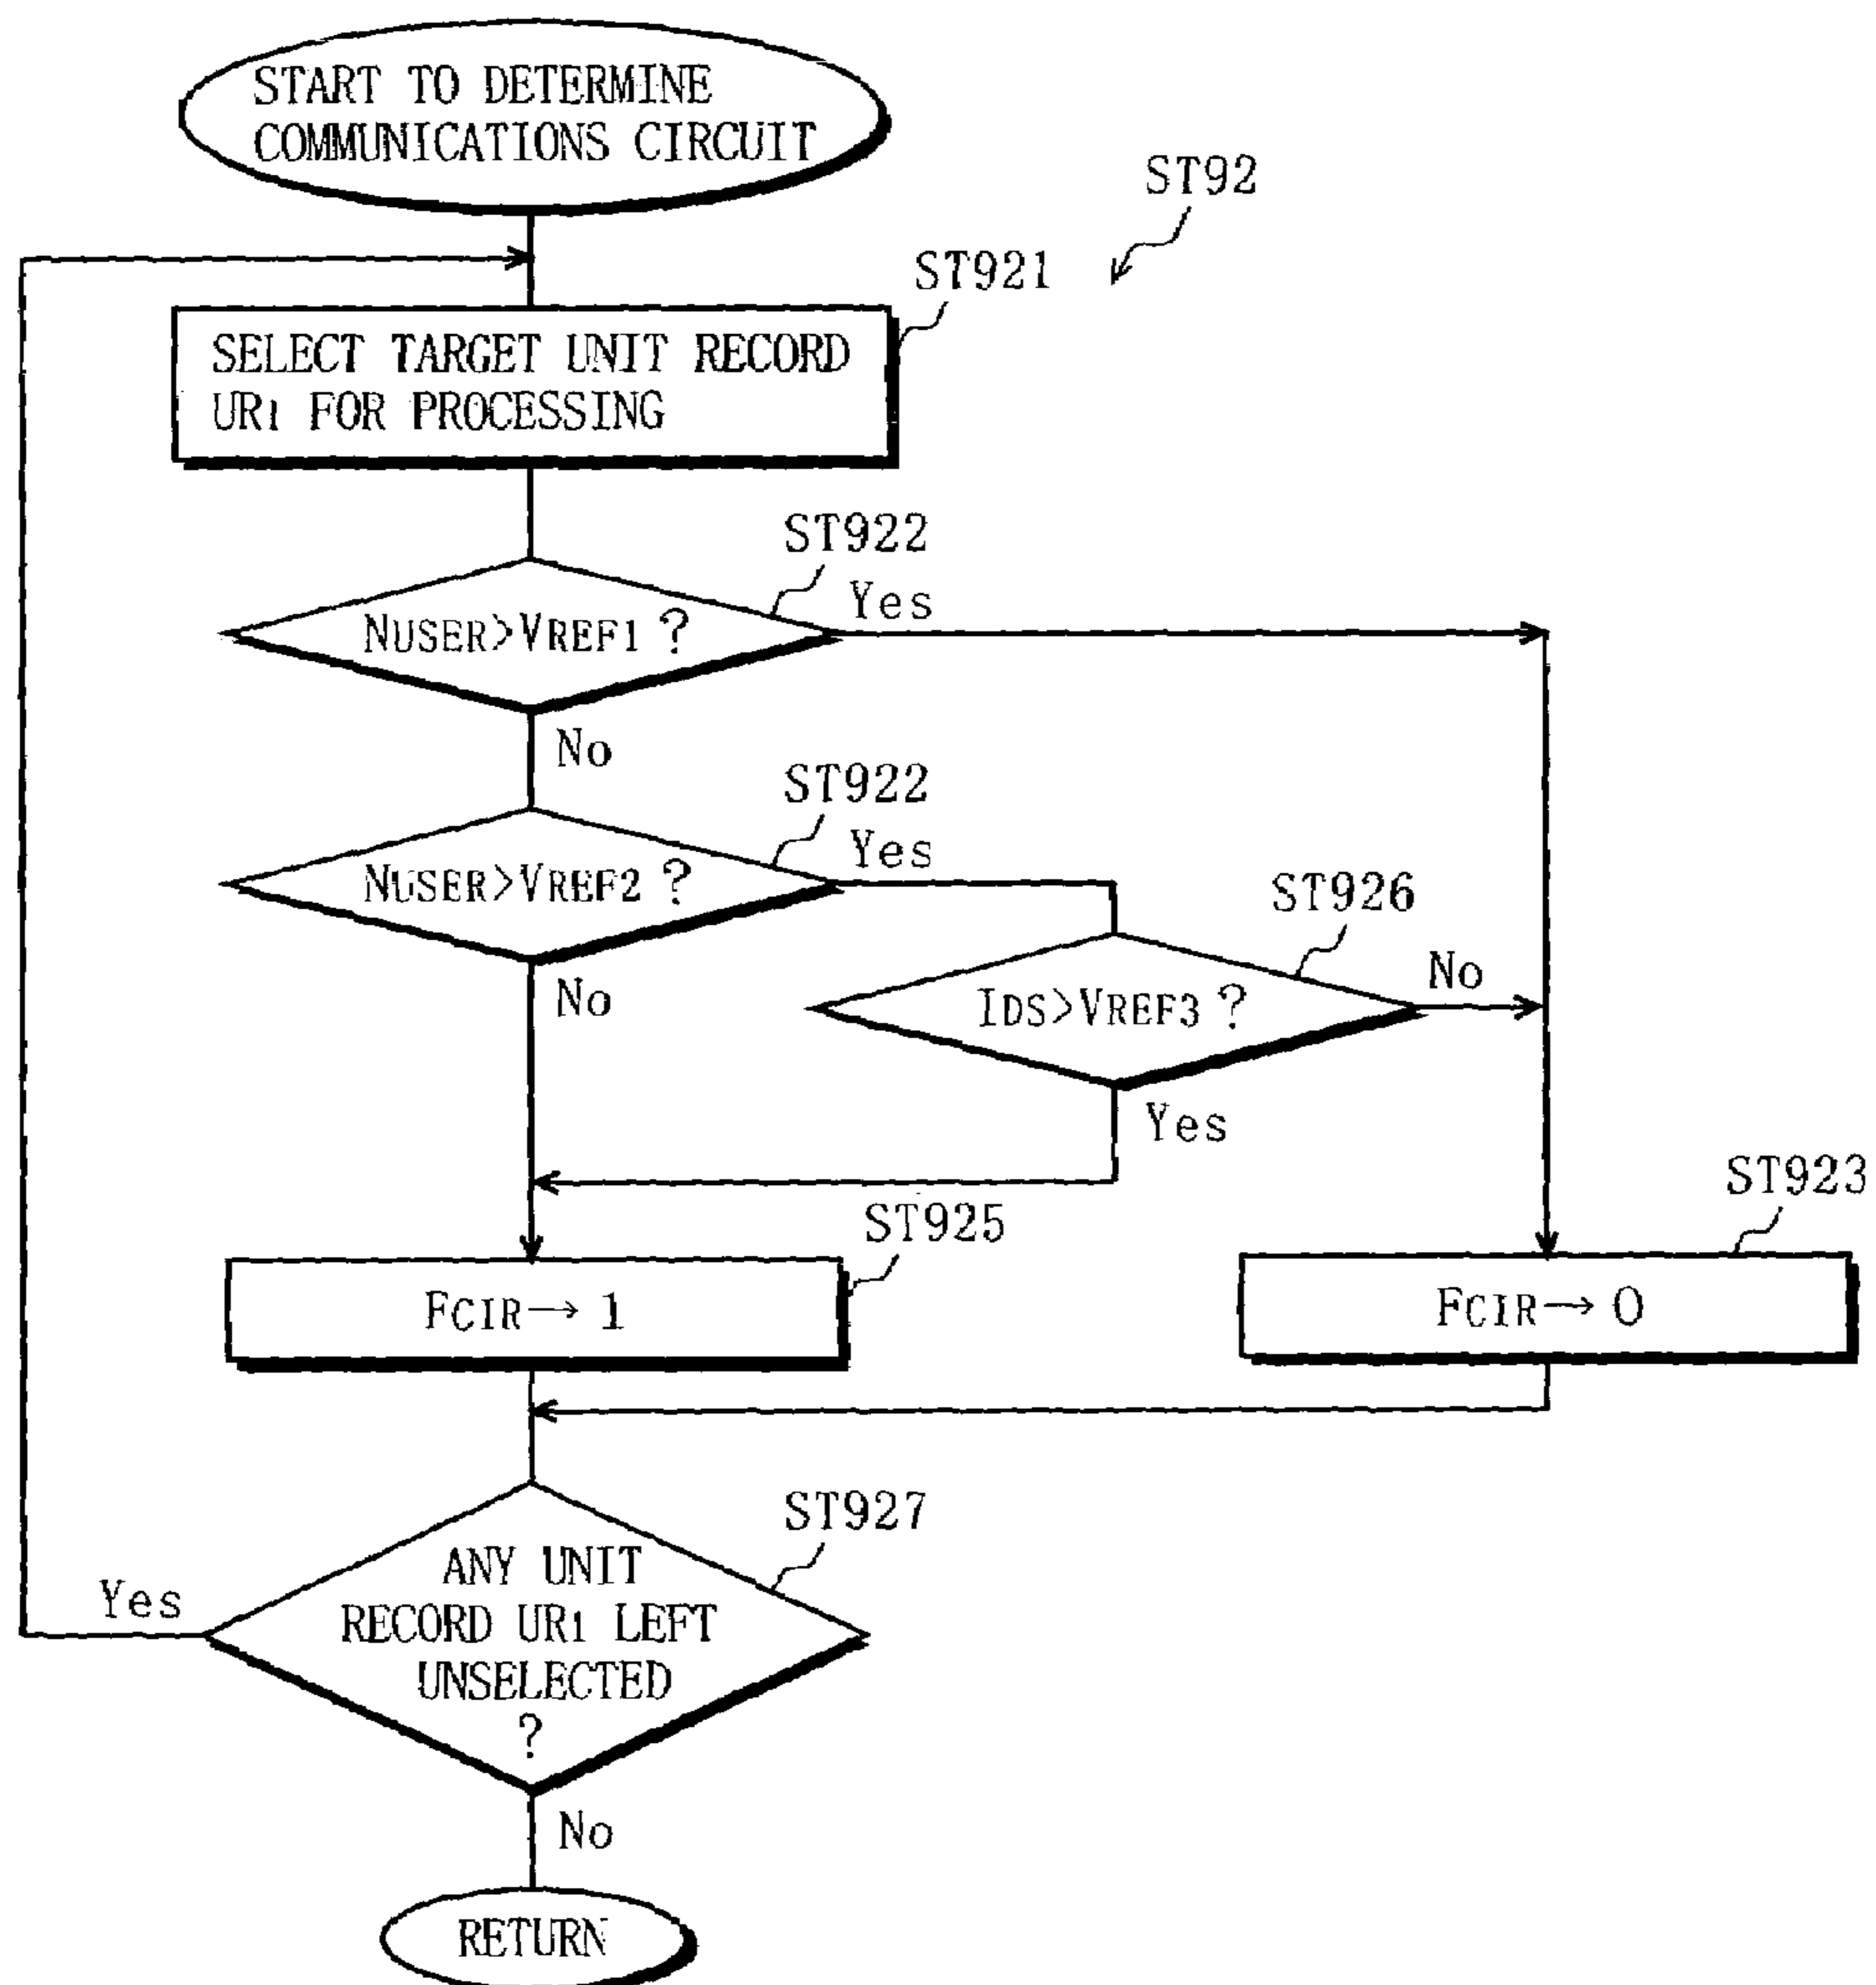 START TO DETERMINE
COMMUNICATIONS CIRCUIT
ST92
ST921
SELECT TARGET UNIT RECORD
UR1 FOR PROCESSING
ST922
NUSER>VREF1 ?
Yes
No
ST922
NUSER>VREF2 ?
Yes
No
ST926
IDS>VREF3 ?
No
Yes
ST925
FCIR→ 1
ST923
FCIR→ 0
ST927
ANY UNIT
RECORD UR1 LEFT
UNSELECTED
?
Yes
No
RETURN